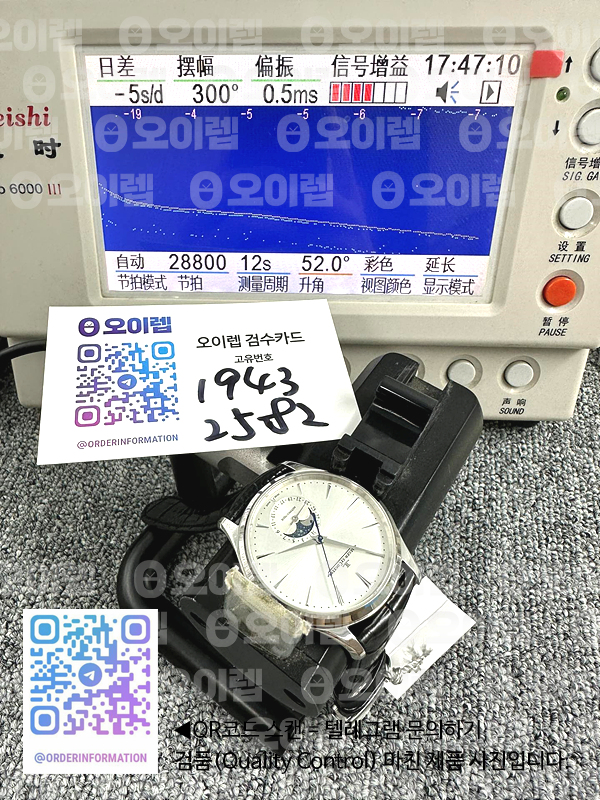 日差 摆幅 偏振 信号增益 17:47:10
-5s/d 300° 0.5ms
-19 -4 -5 -5 -6 -7 -7
自动 28800 12s 52.0° 彩色 延长
节拍模式 节拍 测量周期 升角 视图颜色 显示模式
eishi
时
6000 III
信号增
SIG.GA
设置
SETTING
暂停
PAUSE
声响
SOUND
오이렙
오이렙 검수카드
고유번호
1943
2582
@ORDERINFORMATION
@ORDERINFORMATION
◀QR코드 스캔 - 텔레그램 문의하기
검품(Quality Control) 마친 제품 사진입니다.
오이렙